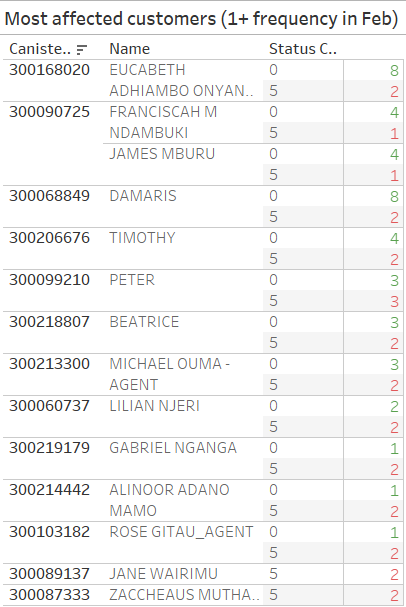 Most affected customers (1+ frequency in Feb)
Caniste.. Name Status C..
300168020 EUCABETH 0 8
ADHIAMBO ONYAN.. 5 2
300090725 FRANCISCAH M 0 4
NDAMBUKI 5 1
JAMES MBURU 0 4
5 1
300068849 DAMARIS 0 8
5 2
300206676 TIMOTHY 0 4
5 2
300099210 PETER 0 3
5 3
300218807 BEATRICE 0 3
5 2
300213300 MICHAEL OUMA - 0 3
AGENT 5 2
300060737 LILIAN NJERI 0 2
5 2
300219179 GABRIEL NGANGA 0 1
5 2
300214442 ALINOOR ADANO 0 1
MAMO 5 2
300103182 ROSE GITAU_AGENT 0 1
5 2
300089137 JANE WAIRIMU 5 2
300087333 ZACCHEAUS MUTHA.. 5 2